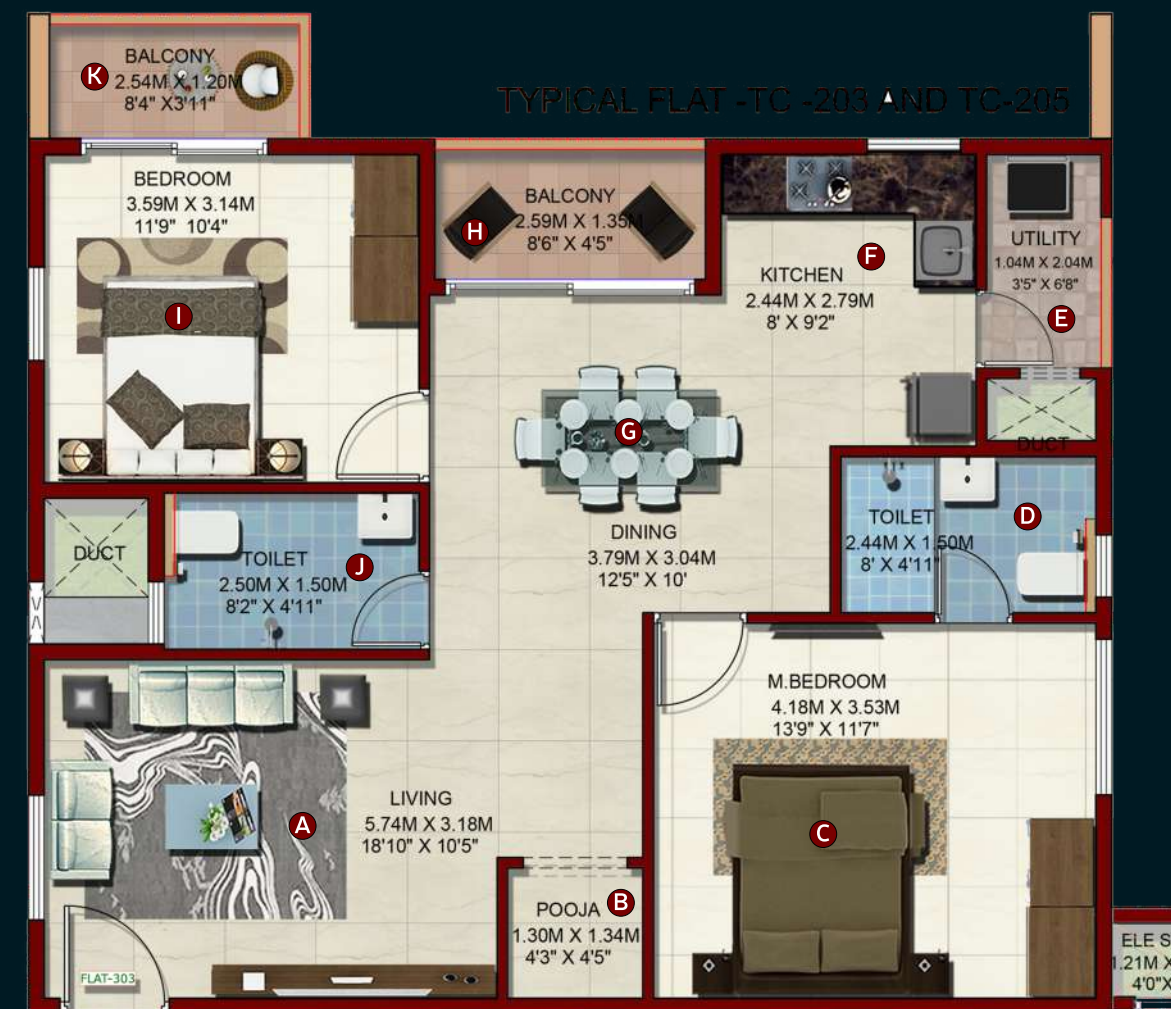 BALCONY
K
2.54M X 1.20M
8'4" X3'11"
TYPICAL FLAT -TC -203 AND TC-205
BEDROOM
3.59M X 3.14M
11'9" 10'4"
I
BALCONY
H
2.59M X 1.35M
8'6" X 4'5"
F
KITCHEN
2.44M X 2.79M
8' X 9'2"
UTILITY
1.04M X 2.04M
3'5" X 6'8"
E
DUCT
G
DINING
3.79M X 3.04M
12'5" X 10'
TOILET
D
2.44M X 1.50M
8' X 4'11"
DUCT
TOILET
J
2.50M X 1.50M
8'2" X 4'11"
M.BEDROOM
4.18M X 3.53M
13'9" X 11'7"
C
LIVING
A
5.74M X 3.18M
18'10" X 10'5"
POOJA
B
1.30M X 1.34M
4'3" X 4'5"
FLAT-303
ELE S
1.21M X
4'0"X